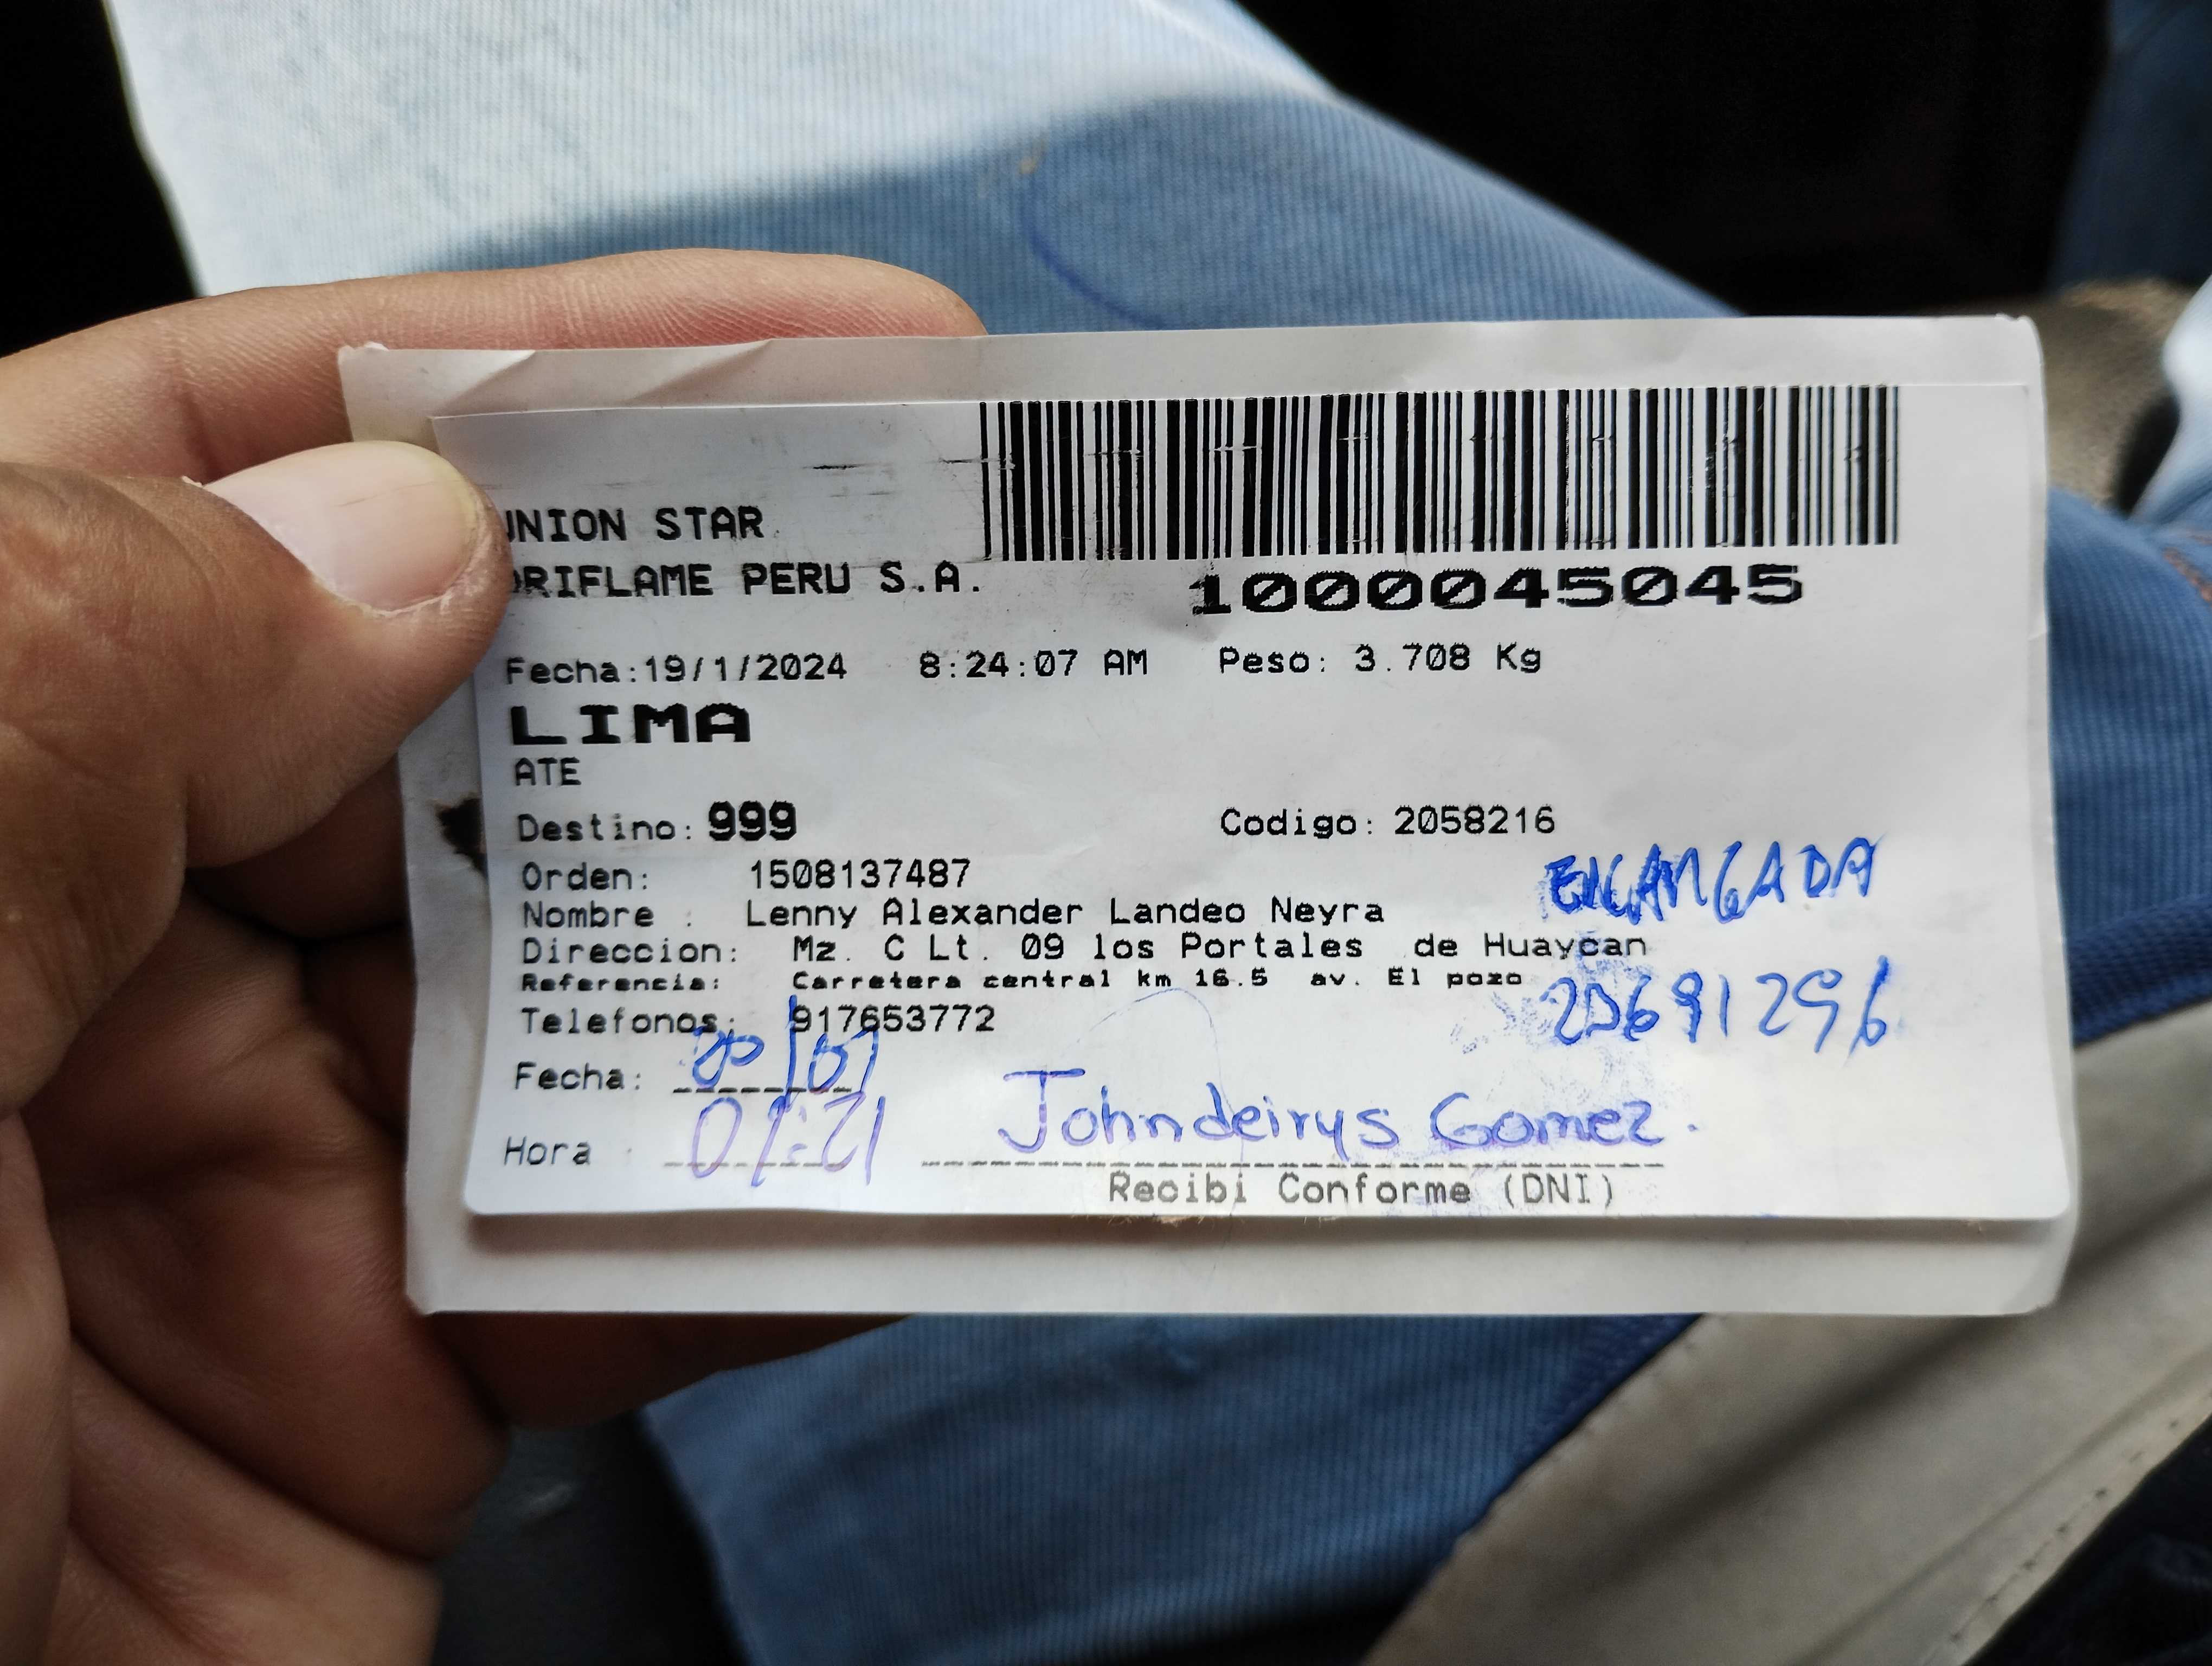 UNION STAR
ORIFLAME PERU S.A.
1000045045
Fecha:19/1/2024 8:24:07 AM Peso: 3.708 Kg
LIMA
ATE
Destino: 999 Codigo: 2058216
ENCARGADA
Orden: 1508137487
Nombre : Lenny Alexander Landeo Neyra
Direccion: Mz. C Lt. 09 los Portales de Huaycan
Referencia: Carretera central km 16.5 av. El pozo
Telefonos: 917653772
Fecha: 20/01
Hora :
Johndeirys Gomez.
Recibi Conforme (DNI)